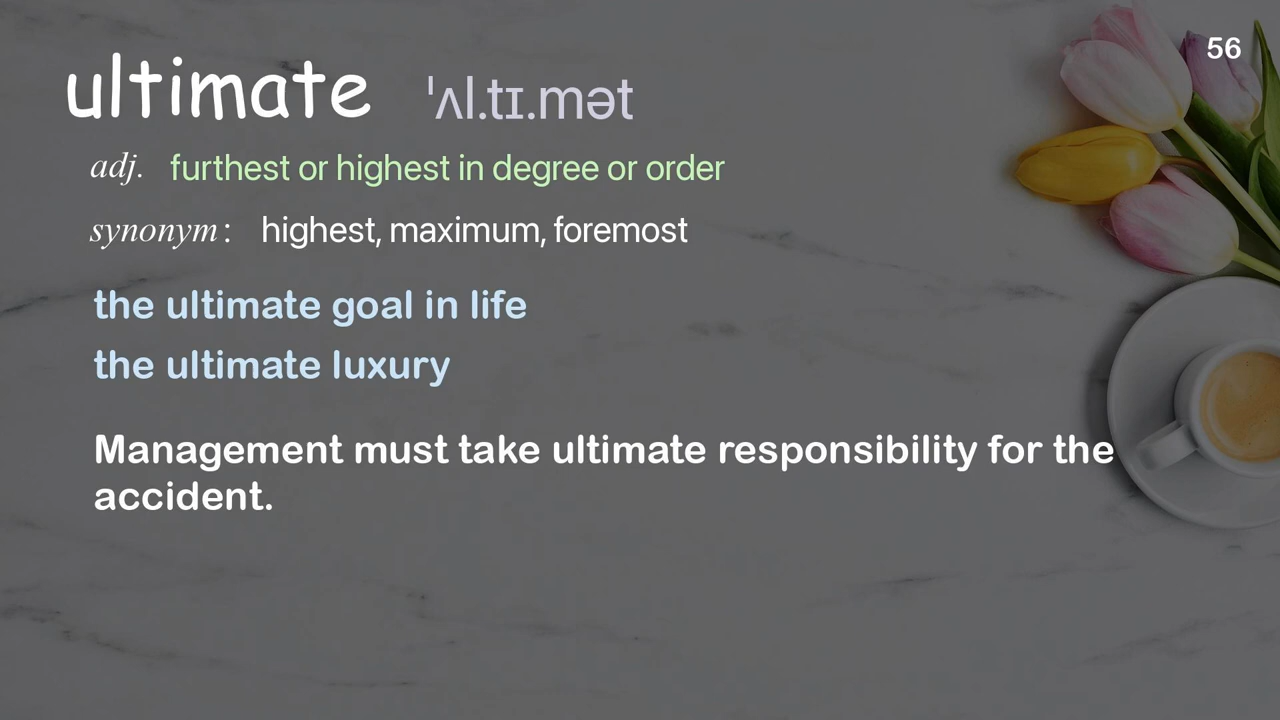 56
ultimate ˈʌl.tɪ.mət
adj. furthest or highest in degree or order
synonym: highest, maximum, foremost
the ultimate goal in life
the ultimate luxury
Management must take ultimate responsibility for the
accident.